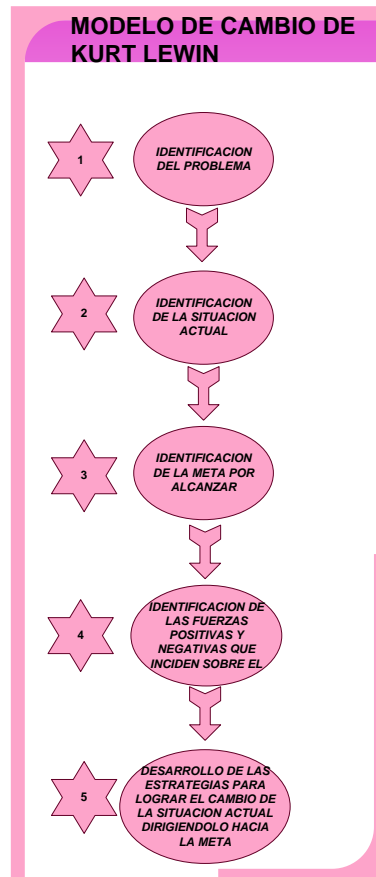 MODELO DE CAMBIO DE
KURT LEWIN
1
IDENTIFICACION
DEL PROBLEMA
2
IDENTIFICACION
DE LA SITUACION
ACTUAL
3
IDENTIFICACION
DE LA META POR
ALCANZAR
4
IDENTIFICACION DE
LAS FUERZAS
POSITIVAS Y
NEGATIVAS QUE
INCIDEN SOBRE EL
5
DESARROLLO DE LAS
ESTRATEGIAS PARA
LOGRAR EL CAMBIO DE
LA SITUACION ACTUAL
DIRIGIENDOLO HACIA
LA META